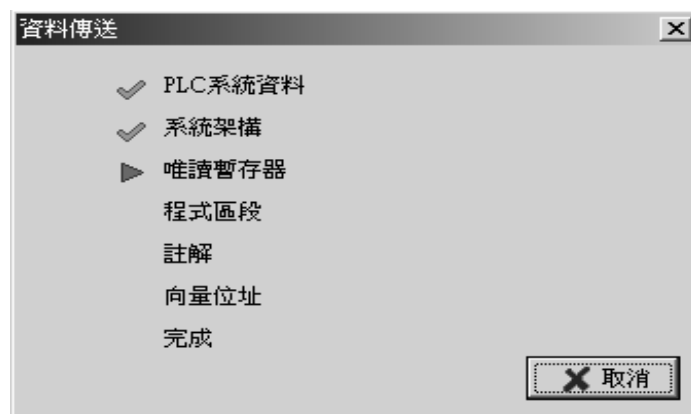 資料傳送
PLC系統資料
系統架構
唯讀暫存器
程式區段
註解
向量位址
完成
取消